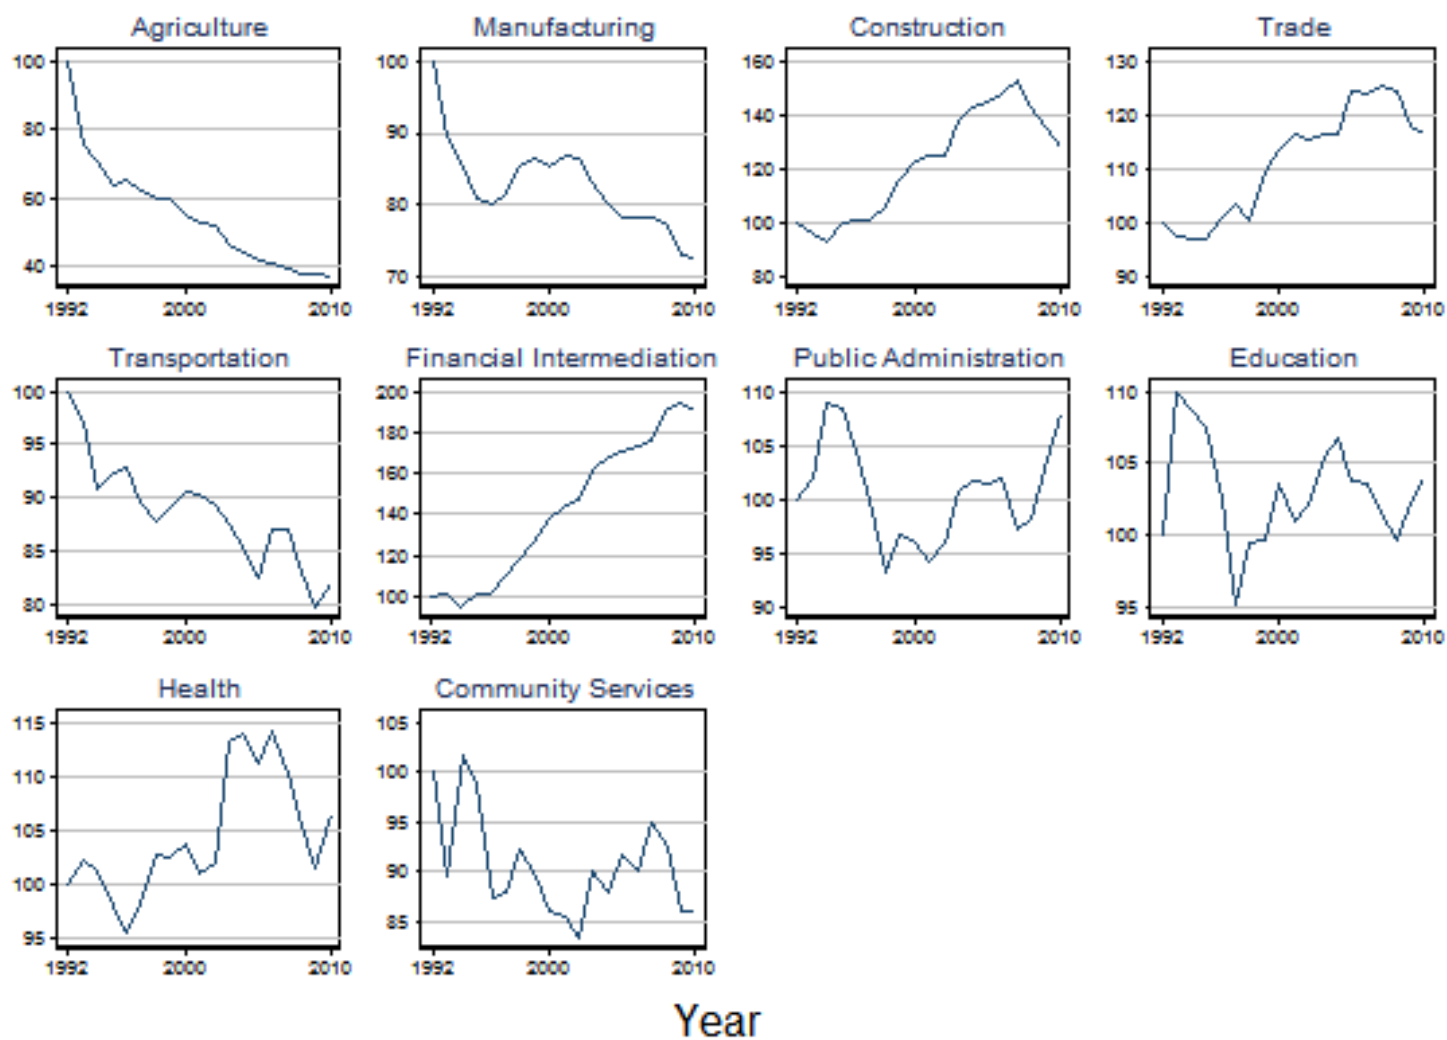 Agriculture Manufacturing Construction Trade
100 100 160 130
80 90 140 120
60 80 120 110
40 70 100 100
80 90
1992 2000 2010 1992 2000 2010 1992 2000 2010 1992 2000 2010
Transportation Financial Intermediation Public Administration Education
100 200 110 110
95 180 105 105
90 160 100 100
85 140 95 95
80 120 90
100
1992 2000 2010 1992 2000 2010 1992 2000 2010 1992 2000 2010
Health Community Services
115 105
110 100
105 95
100 90
95 85
1992 2000 2010 1992 2000 2010
Year